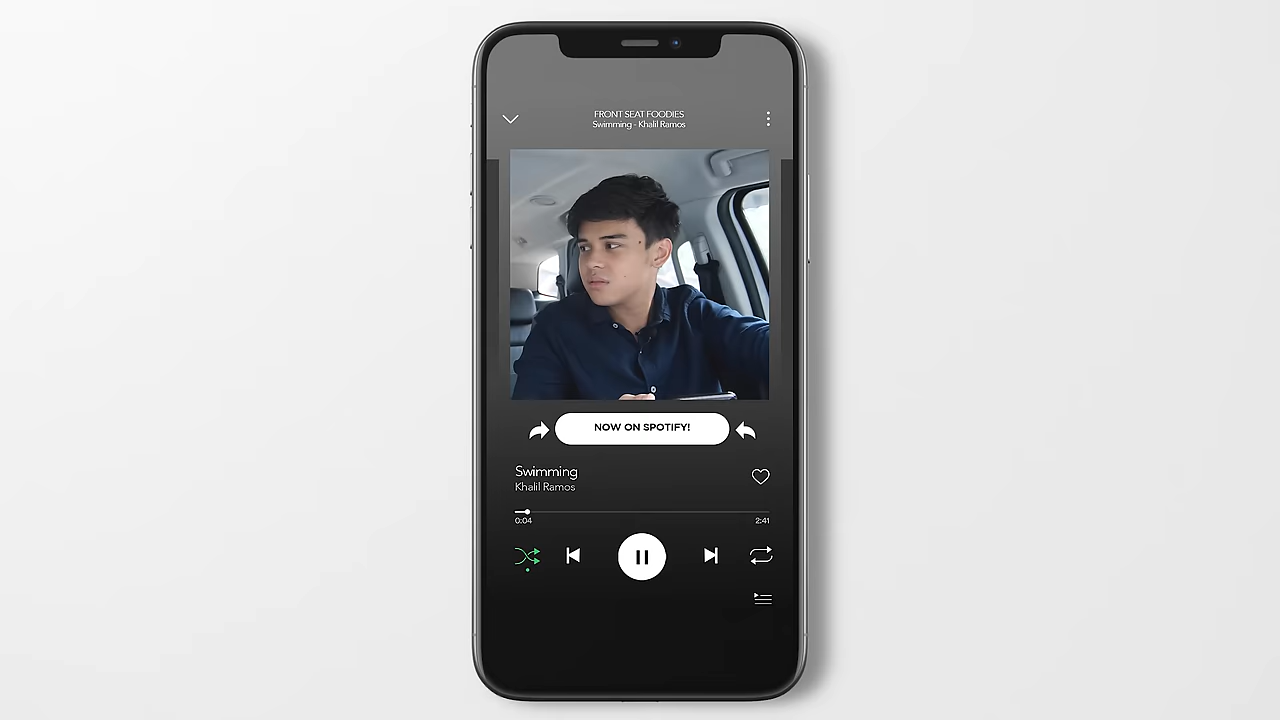 FRONT SEAT FOODIES
Swimming - Khalil Ramos
NOW ON SPOTIFY!
Swimming
Khalil Ramos
0:04
2:41